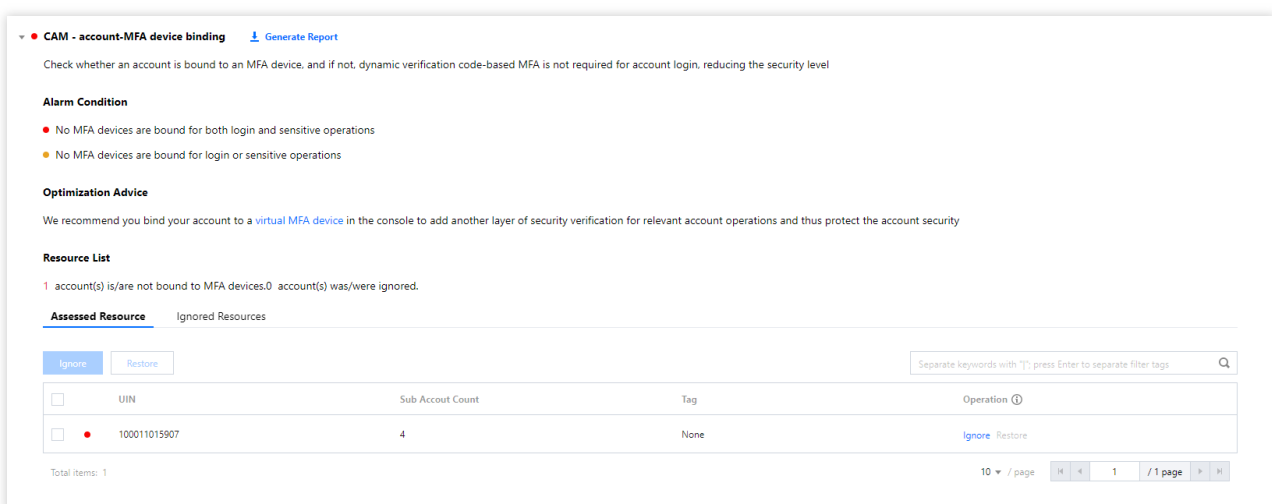 CAM - account-MFA device binding Generate Report
Check whether an account is bound to an MFA device, and if not, dynamic verification code-based MFA is not required for account login, reducing the security level
Alarm Condition
No MFA devices are bound for both login and sensitive operations
No MFA devices are bound for login or sensitive operations
Optimization Advice
We recommend you bind your account to a virtual MFA device in the console to add another layer of security verification for relevant account operations and thus protect the account security
Resource List
1 account(s) is/are not bound to MFA devices.0 account(s) was/were ignored.
Assessed Resource Ignored Resources
Ignore Restore Separate keywords with "|"; press Enter to separate filter tags
UIN Sub Accout Count Tag Operation
100011015907 4 None Ignore Restore
Total items: 1 10 / page 1 / 1 page